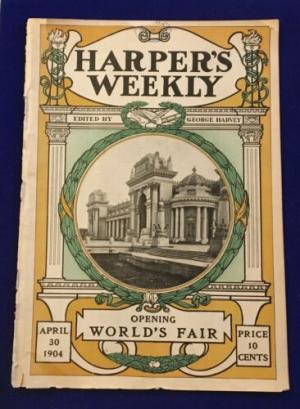 HARPER'S
WEEKLY
EDITED BY GEORGE HARVEY
OPENING
WORLD'S FAIR
APRIL
30
1904
PRICE
10
CENTS